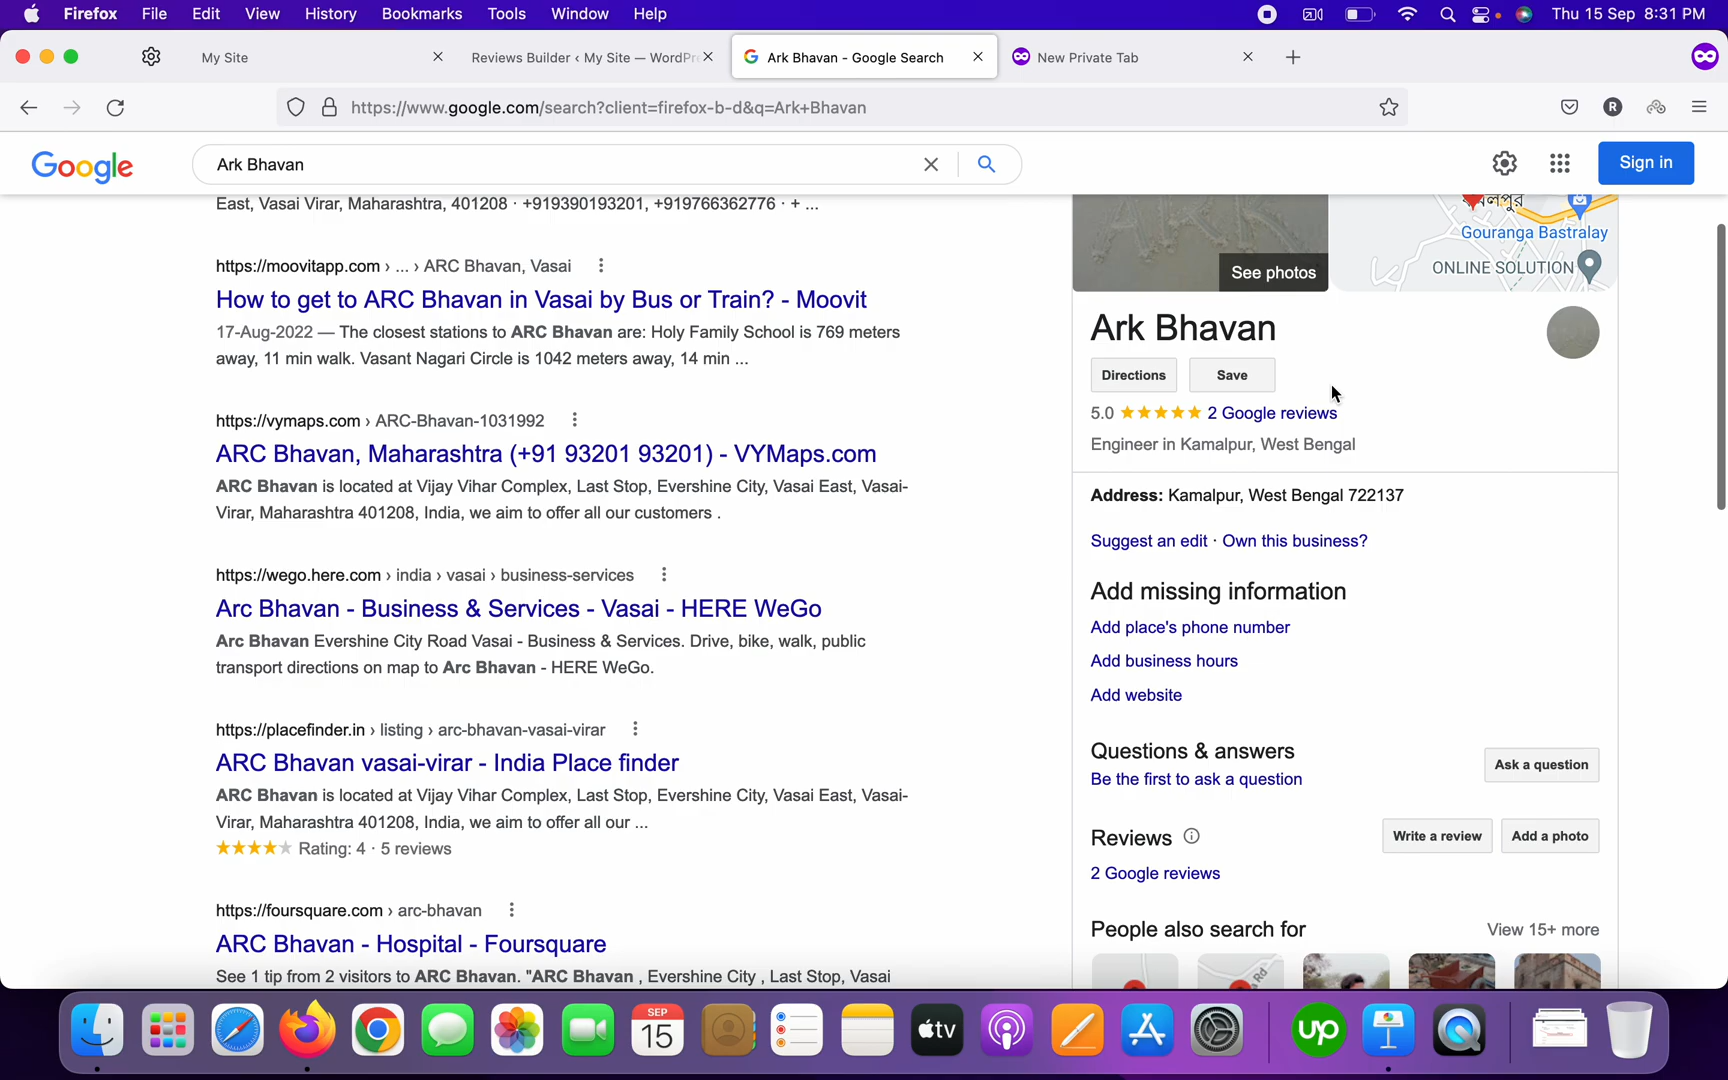 Firefox File Edit View History Bookmarks Tools Window Help Thu 15 Sep 8:31 PM
My Site
Reviews Builder ‹ My Site — WordPr
Ark Bhavan - Google Search
New Private Tab
https://www.google.com/search?client=firefox-b-d&q=Ark+Bhavan
R
Google
Ark Bhavan
Sign in
East, Vasai Virar, Maharashtra, 401208 · +919390193201, +919766362776 · + ...
https://moovitapp.com › ... › ARC Bhavan, Vasai
How to get to ARC Bhavan in Vasai by Bus or Train? - Moovit
17-Aug-2022 — The closest stations to ARC Bhavan are: Holy Family School is 769 meters
away, 11 min walk. Vasant Nagari Circle is 1042 meters away, 14 min ...
https://vymaps.com › ARC-Bhavan-1031992
ARC Bhavan, Maharashtra (+91 93201 93201) - VYMaps.com
ARC Bhavan is located at Vijay Vihar Complex, Last Stop, Evershine City, Vasai East, Vasai-
Virar, Maharashtra 401208, India, we aim to offer all our customers .
https://wego.here.com › india › vasai › business-services
Arc Bhavan - Business & Services - Vasai - HERE WeGo
Arc Bhavan Evershine City Road Vasai - Business & Services. Drive, bike, walk, public
transport directions on map to Arc Bhavan - HERE WeGo.
https://placefinder.in › listing › arc-bhavan-vasai-virar
ARC Bhavan vasai-virar - India Place finder
ARC Bhavan is located at Vijay Vihar Complex, Last Stop, Evershine City, Vasai East, Vasai-
Virar, Maharashtra 401208, India, we aim to offer all our ...
Rating: 4 · 5 reviews
https://foursquare.com › arc-bhavan
ARC Bhavan - Hospital - Foursquare
See 1 tip from 2 visitors to ARC Bhavan. "ARC Bhavan , Evershine City , Last Stop, Vasai
ARK
See photos
Gouranga Bastralay
ONLINE SOLUTION
Ark Bhavan
Directions Save
5.0 2 Google reviews
Engineer in Kamalpur, West Bengal
Address: Kamalpur, West Bengal 722137
Suggest an edit · Own this business?
Add missing information
Add place's phone number
Add business hours
Add website
Questions & answers
Be the first to ask a question
Ask a question
Reviews
Write a review Add a photo
2 Google reviews
People also search for View 15+ more
Rd
SEP
15
tv
up